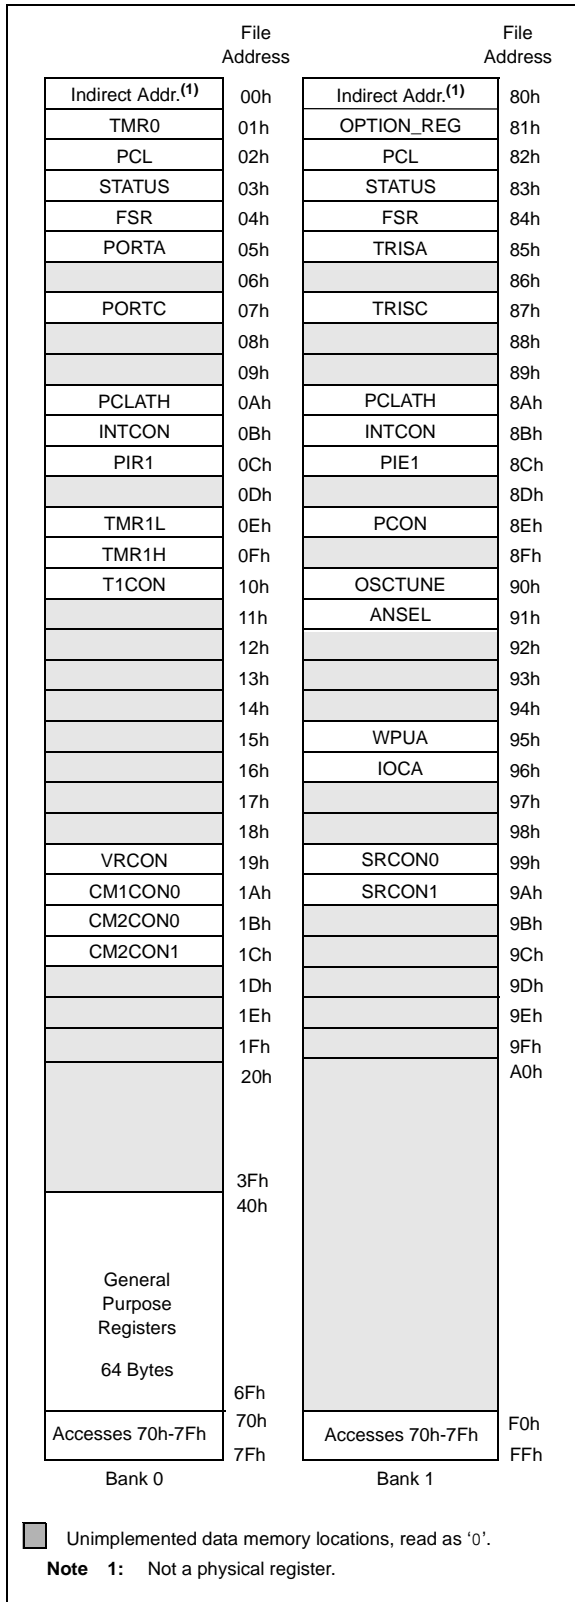 File File
Address Address
Indirect Addr.(1) 00h Indirect Addr.(1) 80h
TMR0 01h OPTION_REG 81h
PCL 02h PCL 82h
STATUS 03h STATUS 83h
FSR 04h FSR 84h
PORTA 05h TRISA 85h
06h 86h
PORTC 07h TRISC 87h
08h 88h
09h 89h
PCLATH 0Ah PCLATH 8Ah
INTCON 0Bh INTCON 8Bh
PIR1 0Ch PIE1 8Ch
0Dh 8Dh
TMR1L 0Eh PCON 8Eh
TMR1H 0Fh 8Fh
T1CON 10h OSCTUNE 90h
11h ANSEL 91h
12h 92h
13h 93h
14h 94h
15h WPUA 95h
16h IOCA 96h
17h 97h
18h 98h
VRCON 19h SRCON0 99h
CM1CON0 1Ah SRCON1 9Ah
CM2CON0 1Bh 9Bh
CM2CON1 1Ch 9Ch
1Dh 9Dh
1Eh 9Eh
1Fh 9Fh
20h A0h
3Fh
40h
General
Purpose
Registers
64 Bytes
6Fh
Accesses 70h-7Fh 70h Accesses 70h-7Fh F0h
7Fh FFh
Bank 0 Bank 1
Unimplemented data memory locations, read as ‘0’.
Note 1: Not a physical register.